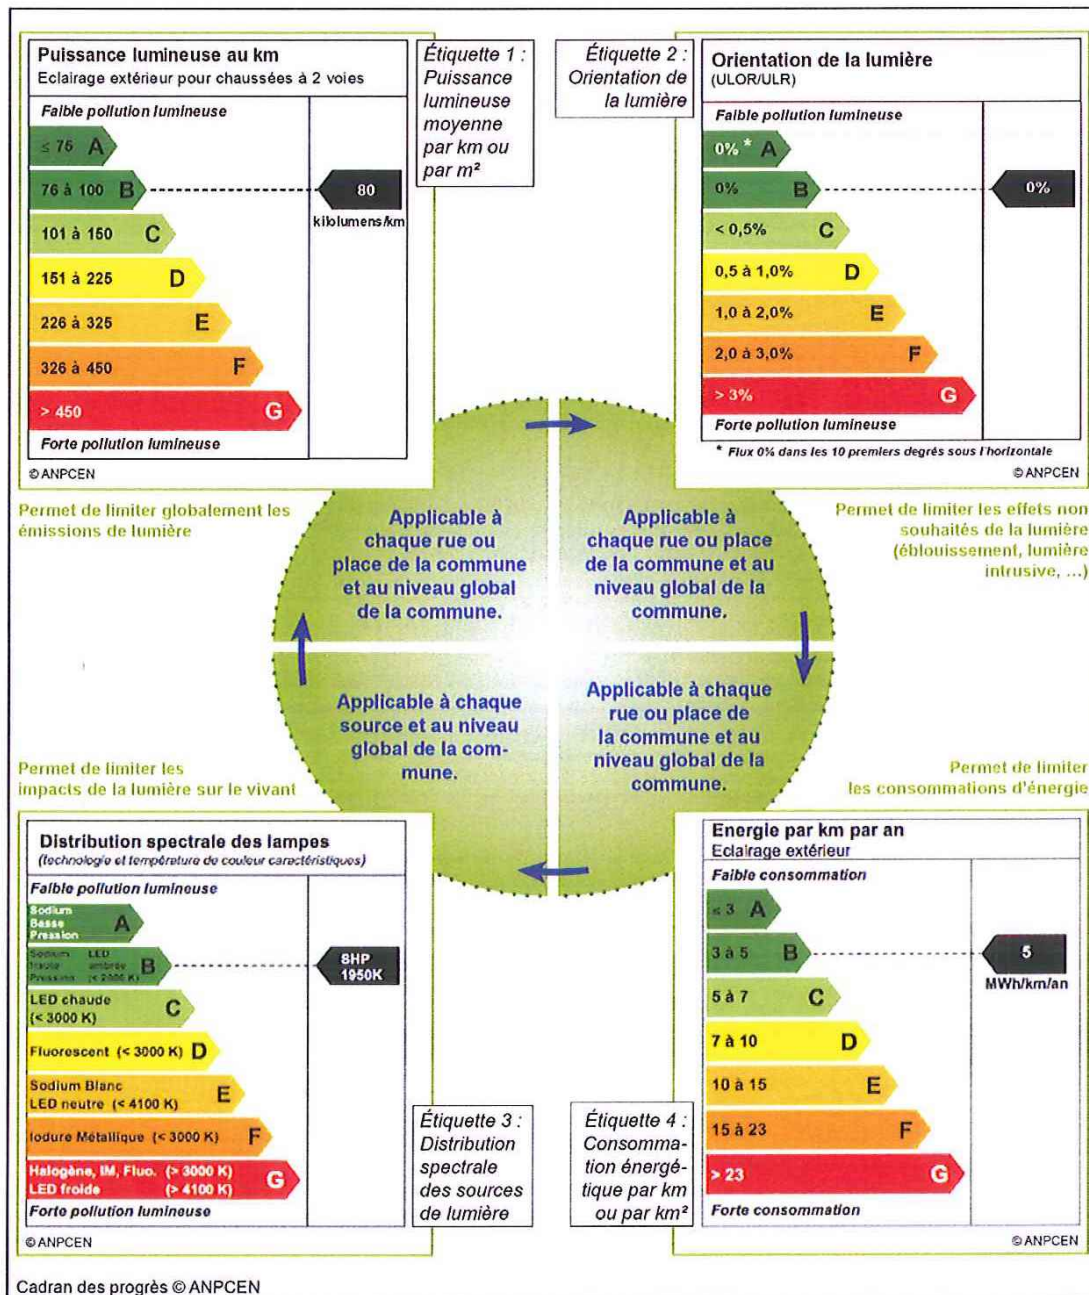 Puissance lumineuse au km
Eclairage extérieur pour chaussées à 2 voies
Faible pollution lumineuse
≤ 75 A
76 à 100 B
80
kilolumens/km
101 à 150 C
151 à 225 D
226 à 325 E
326 à 450 F
> 450 G
Forte pollution lumineuse
© ANPCEN
Étiquette 1 :
Puissance
lumineuse
moyenne
par km ou
par m²
Étiquette 2 :
Orientation de
la lumière
Orientation de la lumière
(ULOR/ULR)
Faible pollution lumineuse
0% * A
0% B
0%
< 0,5% C
0,5 à 1,0% D
1,0 à 2,0% E
2,0 à 3,0% F
> 3% G
Forte pollution lumineuse
* Flux 0% dans les 10 premiers degrés sous l'horizontale
© ANPCEN
Permet de limiter globalement les
émissions de lumière
Permet de limiter les effets non
souhaités de la lumière
(éblouissement, lumière
intrusive, ...)
Applicable à
chaque rue ou
place de la commune
et au niveau global
de la commune.
Applicable à
chaque rue ou place
de la commune et au
niveau global de la
commune.
Applicable à chaque
source et au niveau
global de la com-
mune.
Applicable à chaque
rue ou place de
la commune et au
niveau global de la
commune.
Permet de limiter les
impacts de la lumière sur le vivant
Permet de limiter
les consommations d'énergie
Distribution spectrale des lampes
(technologie et température de couleur caractéristiques)
Faible pollution lumineuse
Sodium
Basse
Pression A
Sodium LED
Haute ambrée
Pression (< 2000 K) B
SHP
1950K
LED chaude
(< 3000 K) C
Fluorescent (< 3000 K) D
Sodium Blanc
LED neutre (< 4100 K) E
Iodure Métallique (< 3000 K) F
Halogène, IM, Fluo. (> 3000 K)
LED froide (> 4100 K) G
Forte pollution lumineuse
© ANPCEN
Étiquette 3 :
Distribution
spectrale
des sources
de lumière
Étiquette 4 :
Consomma-
tion énergé-
tique par km
ou par km²
Energie par km par an
Eclairage extérieur
Faible consommation
≤ 3 A
3 à 5 B
5
MWh/km/an
5 à 7 C
7 à 10 D
10 à 15 E
15 à 23 F
> 23 G
Forte consommation
© ANPCEN
Cadran des progrès © ANPCEN